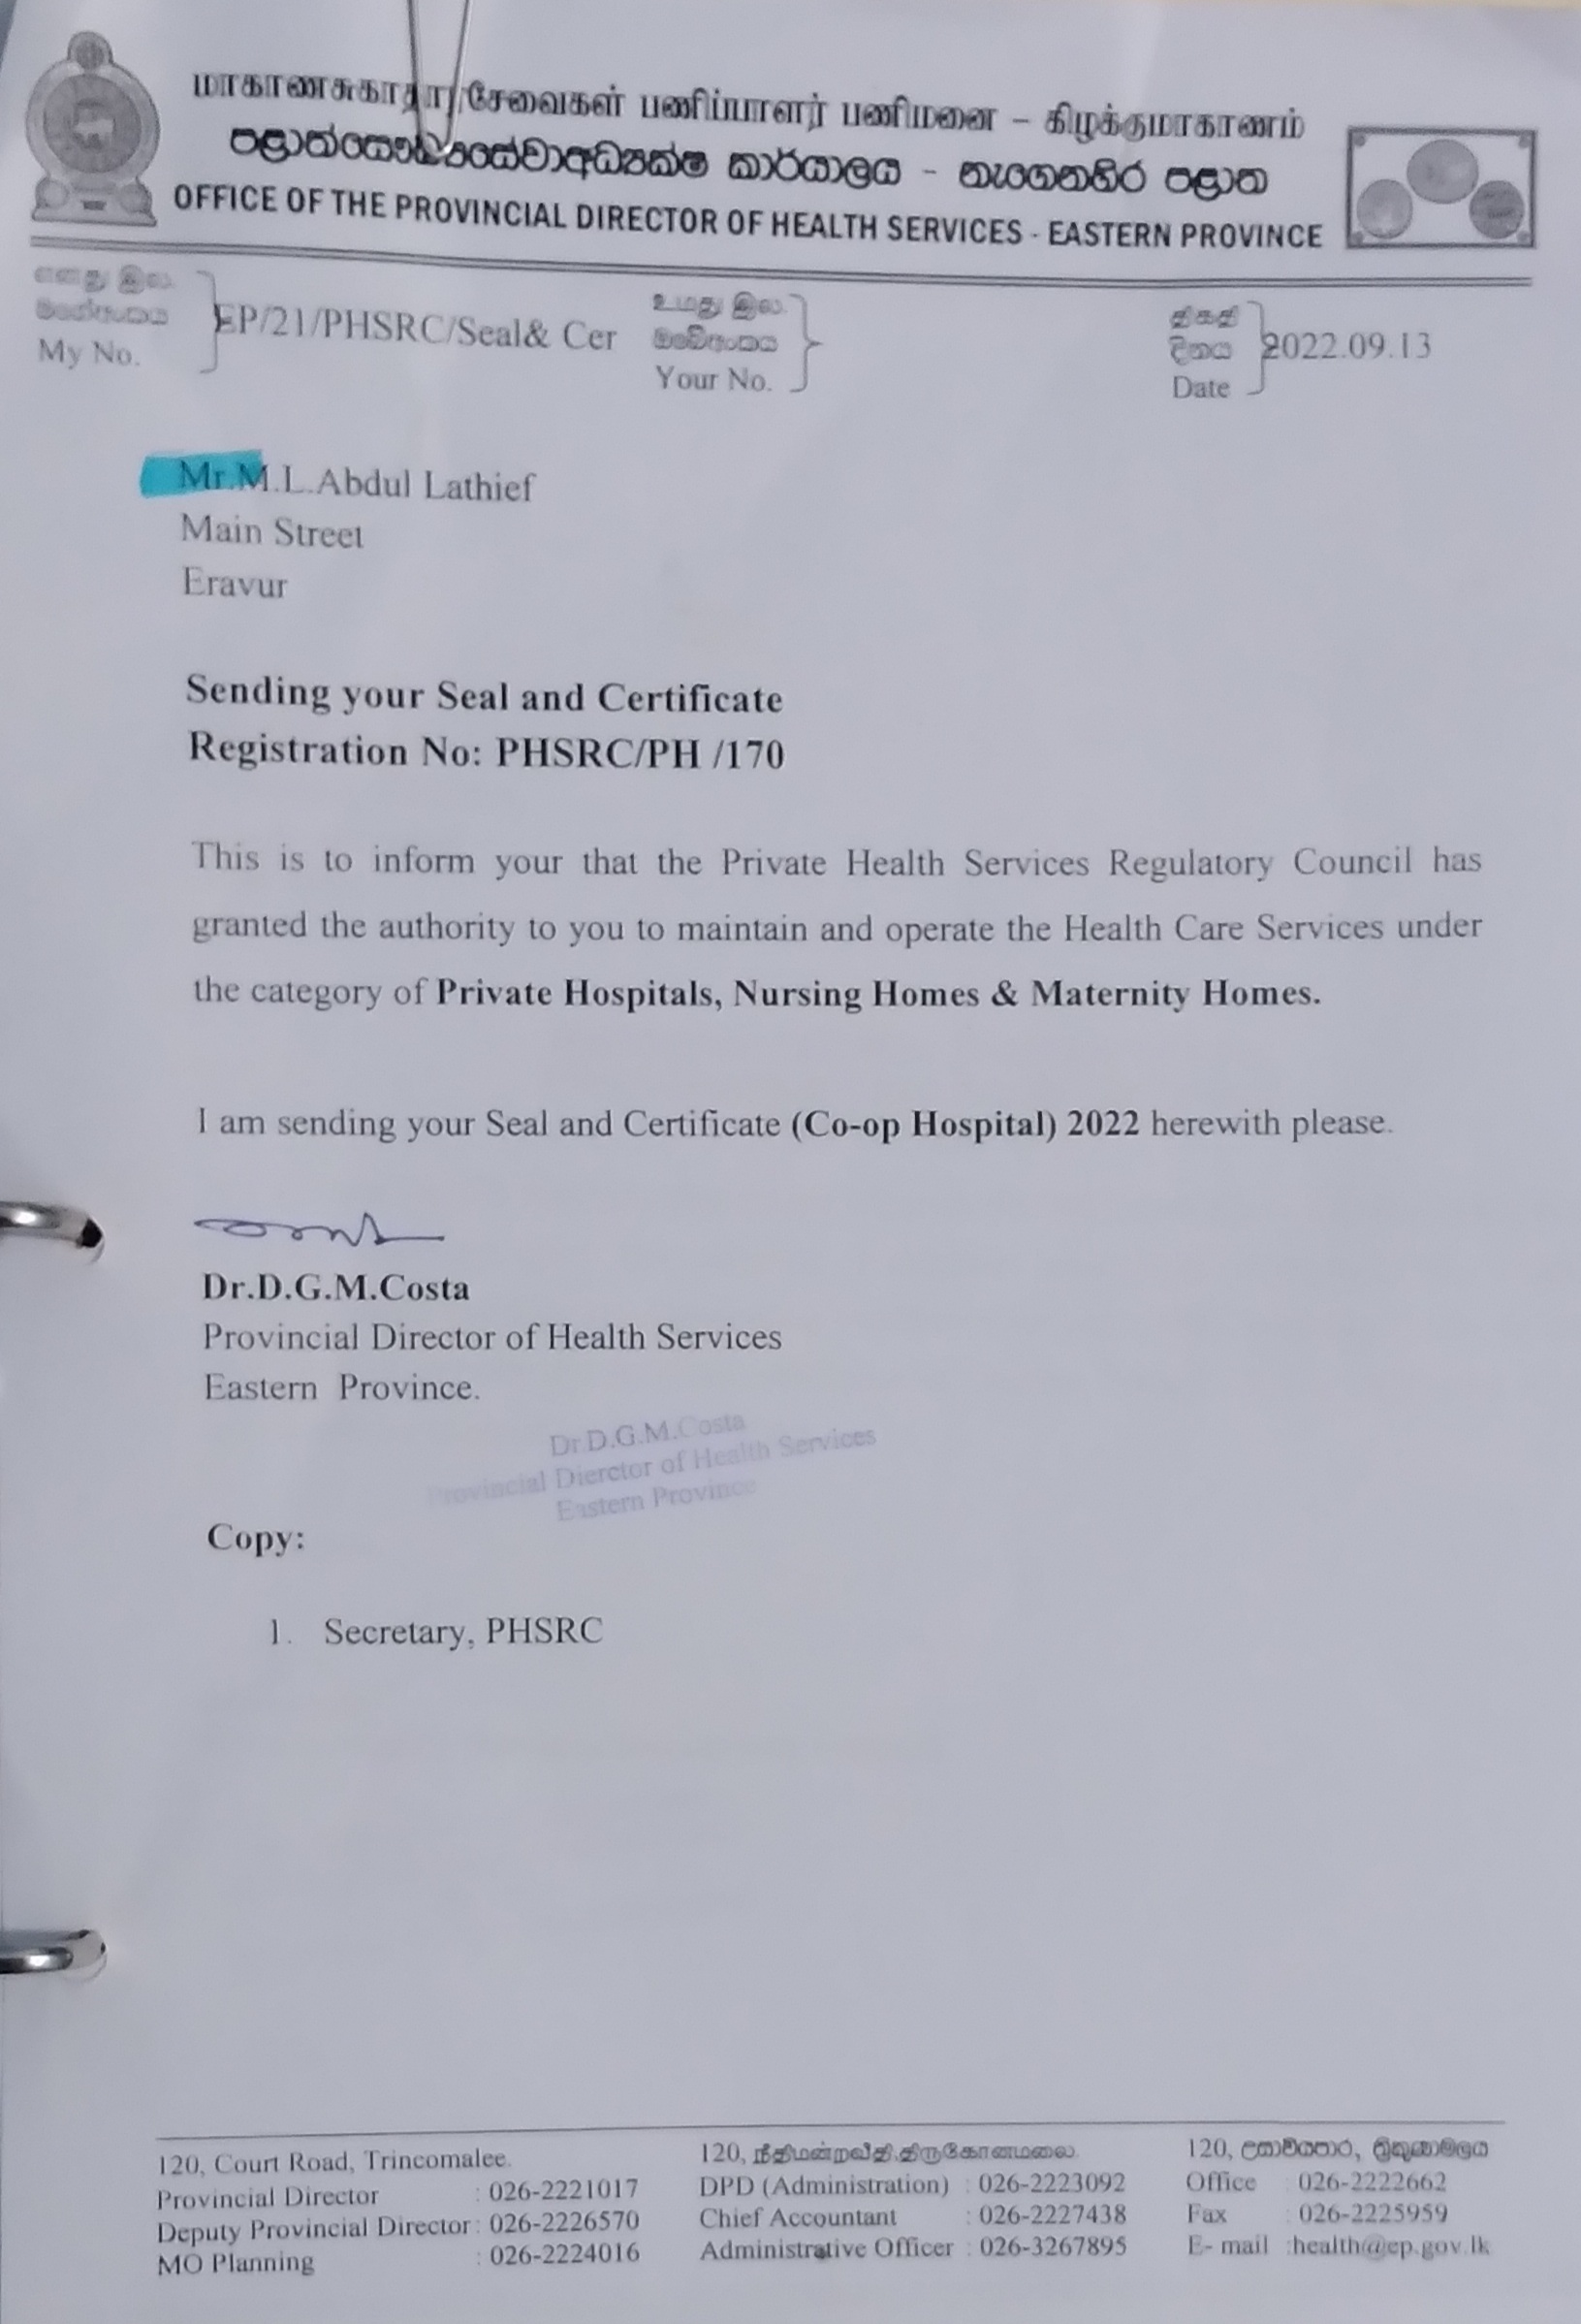 மாகாணசுகாதார சேவைகள் பணிப்பாளர் பணிமனை – கிழக்குமாகாணம்
පළාත්සෞඛ්‍යසේවාඅධ්‍යක්ෂ කාර්යාලය - නැගෙනහිර පළාත
OFFICE OF THE PROVINCIAL DIRECTOR OF HEALTH SERVICES - EASTERN PROVINCE
எனது இல.
My No.
EP/21/PHSRC/Seal& Cer
உமது இல.
Your No.
திகதி
දිනය
Date
2022.09.13
Mr.M.L.Abdul Lathief
Main Street
Eravur
Sending your Seal and Certificate
Registration No: PHSRC/PH /170
This is to inform your that the Private Health Services Regulatory Council has
granted the authority to you to maintain and operate the Health Care Services under
the category of Private Hospitals, Nursing Homes & Maternity Homes.
I am sending your Seal and Certificate (Co-op Hospital) 2022 herewith please.
Dr.D.G.M.Costa
Provincial Director of Health Services
Eastern Province.
Dr.D.G.M.Costa
Provincial Dierctor of Health Services
Eastern Province
Copy:
1. Secretary, PHSRC
120, Court Road, Trincomalee.
Provincial Director : 026-2221017
Deputy Provincial Director : 026-2226570
MO Planning : 026-2224016
120, நீதிமன்றவீதி,திருகோணமலை.
DPD (Administration) : 026-2223092
Chief Accountant : 026-2227438
Administrative Officer : 026-3267895
120, උසාවියපාර, ත්‍රිකුණාමලය
Office : 026-2222662
Fax : 026-2225959
E- mail :health@ep.gov.lk